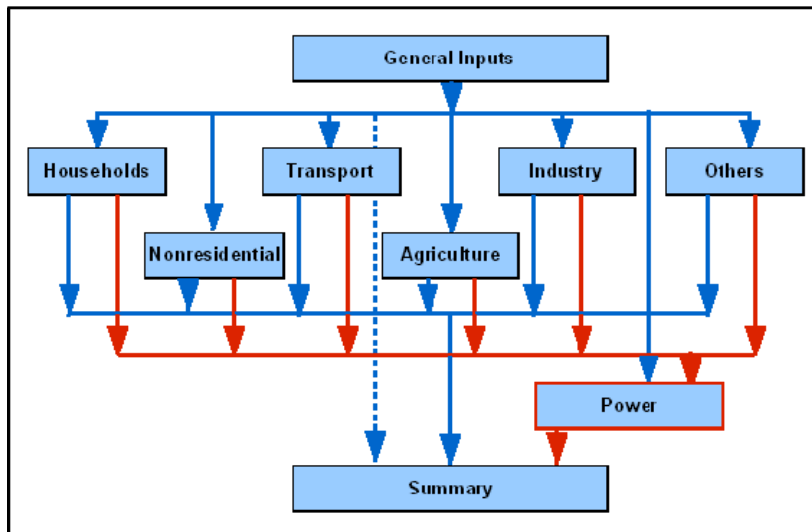 General Inputs
Households
Transport
Industry
Others
Nonresidential
Agriculture
Power
Summary